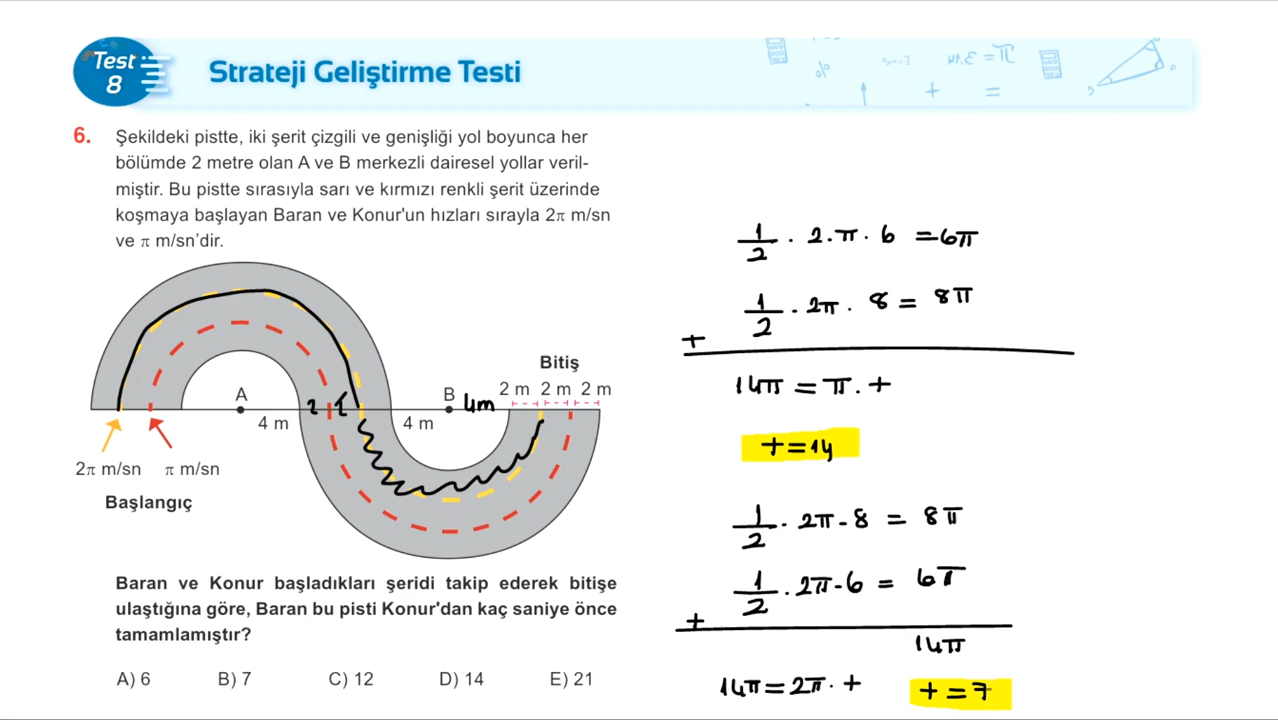 Test
8
Strateji Geliştirme Testi
6. Şekildeki pistte, iki şerit çizgili ve genişliği yol boyunca her
bölümde 2 metre olan A ve B merkezli dairesel yollar veril-
miştir. Bu pistte sırasıyla sarı ve kırmızı renkli şerit üzerinde
koşmaya başlayan Baran ve Konur'un hızları sırayla 2π m/sn
ve π m/sn'dir.
Bitiş
2 m 2 m 2 m
A
B
4m
2 2
4 m
4 m
2π m/sn π m/sn
Başlangıç
Baran ve Konur başladıkları şeridi takip ederek bitişe
ulaştığına göre, Baran bu pisti Konur'dan kaç saniye önce
tamamlamıştır?
A) 6 B) 7 C) 12 D) 14 E) 21
1/2 · 2 · π · 6 = 6π
1/2 · 2π · 8 = 8π
+
14π = π · t
t = 14
1/2 · 2π · 8 = 8π
1/2 · 2π · 6 = 6π
+
14π
14π = 2π · t t = 7